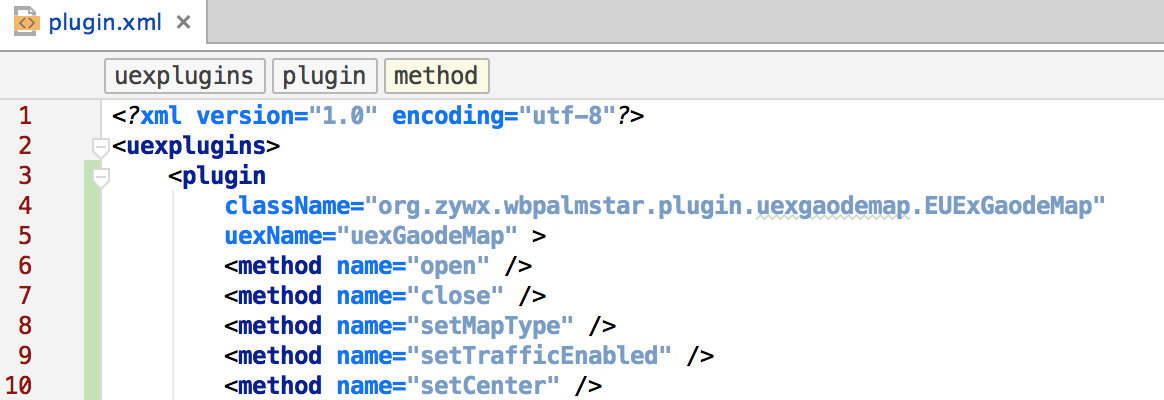 plugin.xml
uexplugins plugin method
1 <?xml version="1.0" encoding="utf-8"?>
2 <uexplugins>
3 <plugin
4 className="org.zywx.wbpalmstar.plugin.uexgaodemap.EUExGaodeMap"
5 uexName="uexGaodeMap" >
6 <method name="open" />
7 <method name="close" />
8 <method name="setMapType" />
9 <method name="setTrafficEnabled" />
10 <method name="setCenter" />